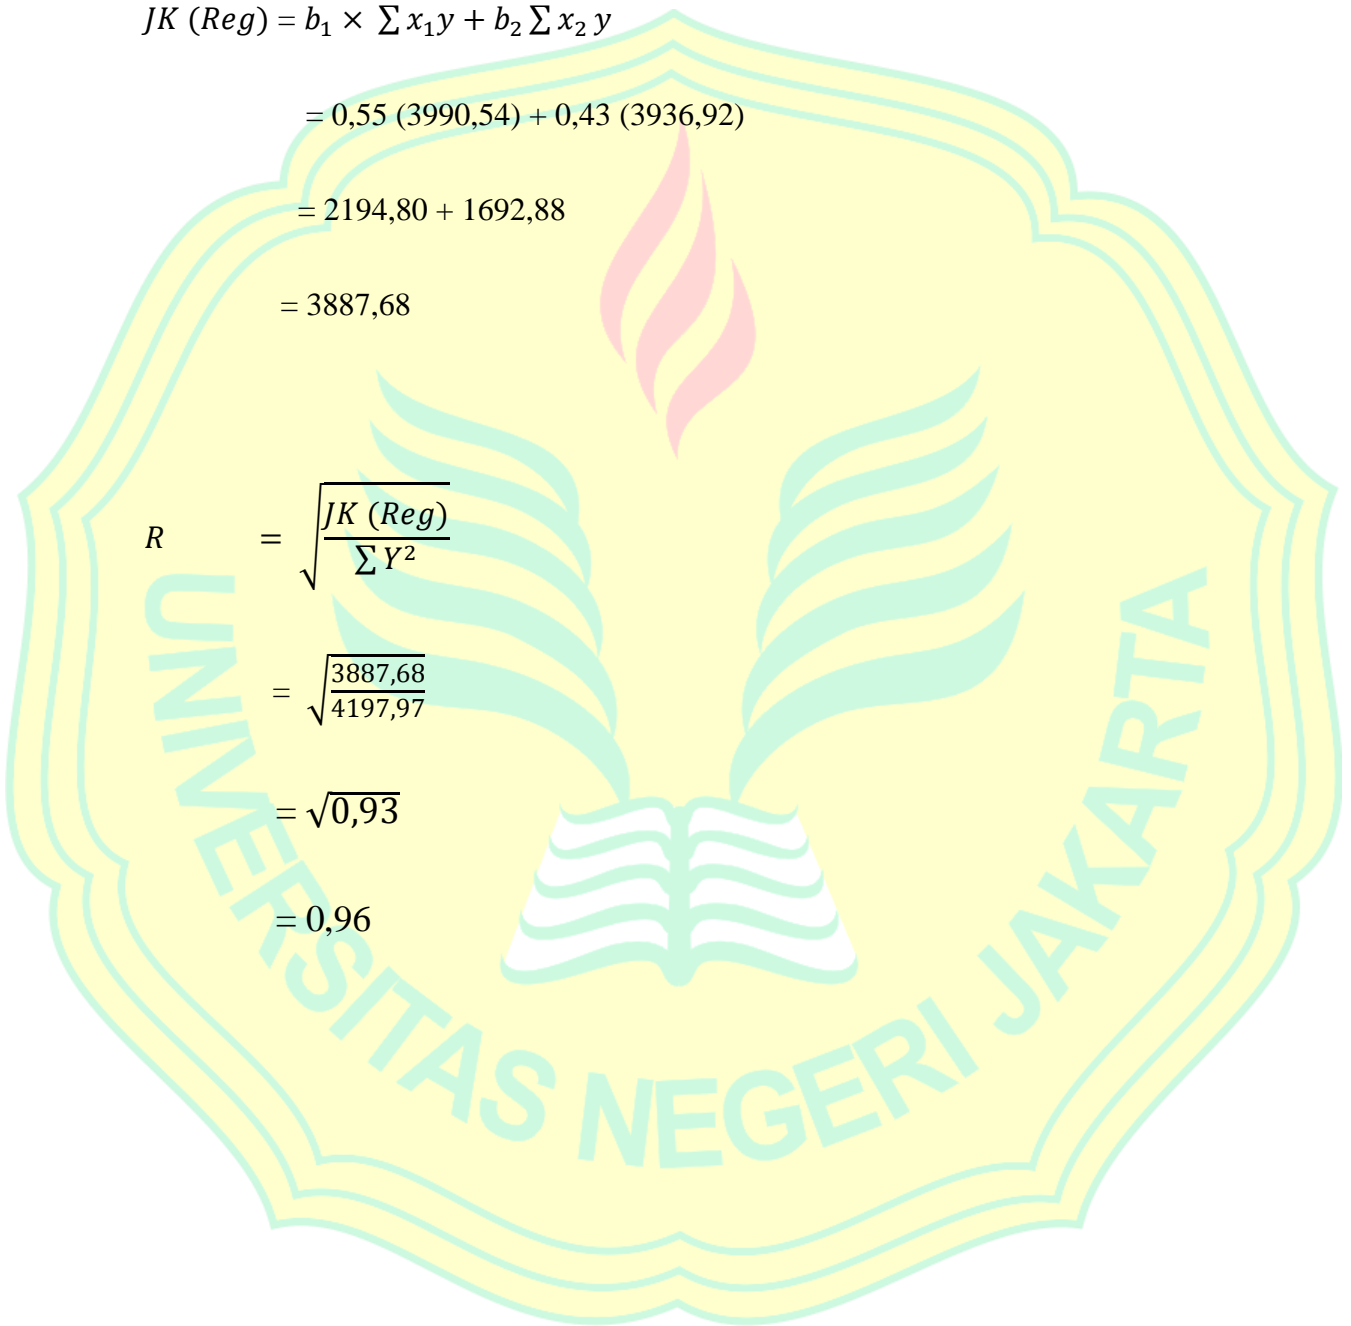 JK (Reg) = b₁ × ∑ x₁y + b₂ ∑ x₂ y
= 0,55 (3990,54) + 0,43 (3936,92)
= 2194,80 + 1692,88
= 3887,68
R = √(JK (Reg) / ∑ Y²)
= √(3887,68 / 4197,97)
= √0,93
= 0,96
UNIVERSITAS NEGERI JAKARTA